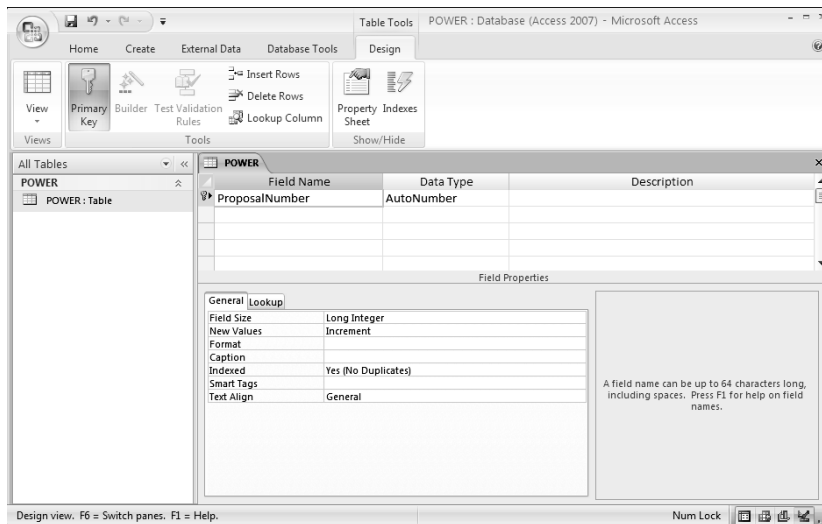 Table Tools
POWER : Database (Access 2007) - Microsoft Access
Home Create External Data Database Tools Design
View
Primary Key
Builder
Test Validation Rules
Insert Rows
Delete Rows
Lookup Column
Property Sheet
Indexes
Views
Tools
Show/Hide
All Tables
POWER
POWER : Table
POWER
Field Name Data Type Description
ProposalNumber AutoNumber
Field Properties
General Lookup
Field Size Long Integer
New Values Increment
Format
Caption
Indexed Yes (No Duplicates)
Smart Tags
Text Align General
A field name can be up to 64 characters long,
including spaces. Press F1 for help on field
names.
Design view. F6 = Switch panes. F1 = Help.
Num Lock